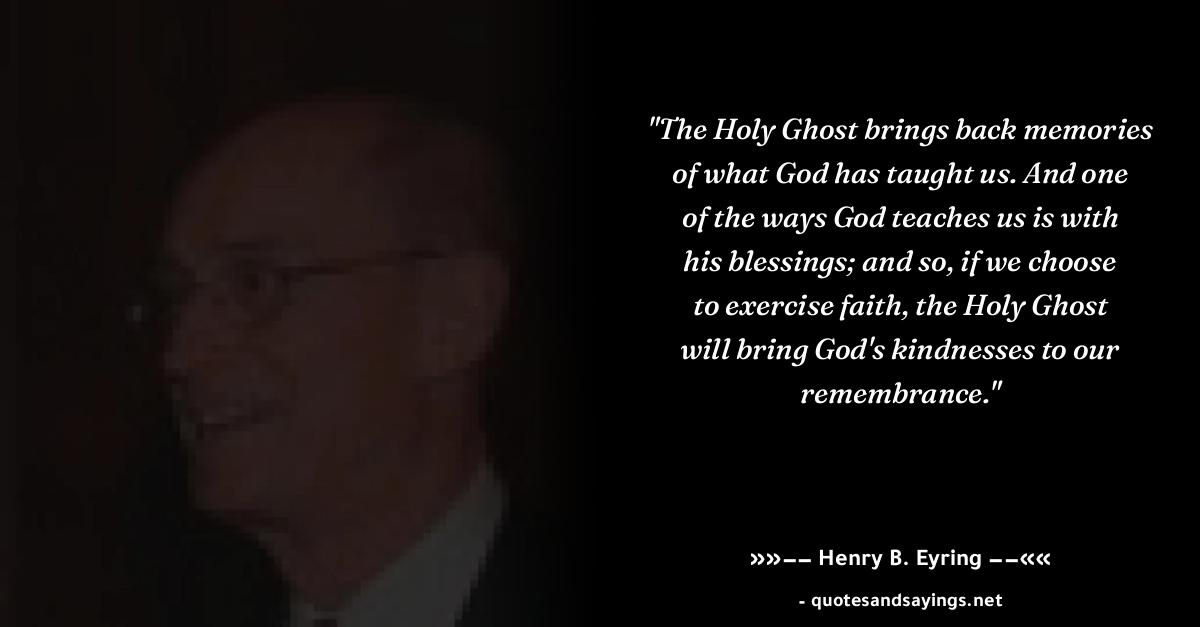 "The Holy Ghost brings back memories
of what God has taught us. And one
of the ways God teaches us is with
his blessings; and so, if we choose
to exercise faith, the Holy Ghost
will bring God's kindnesses to our
remembrance."
»»–– Henry B. Eyring ––««
- quotesandsayings.net